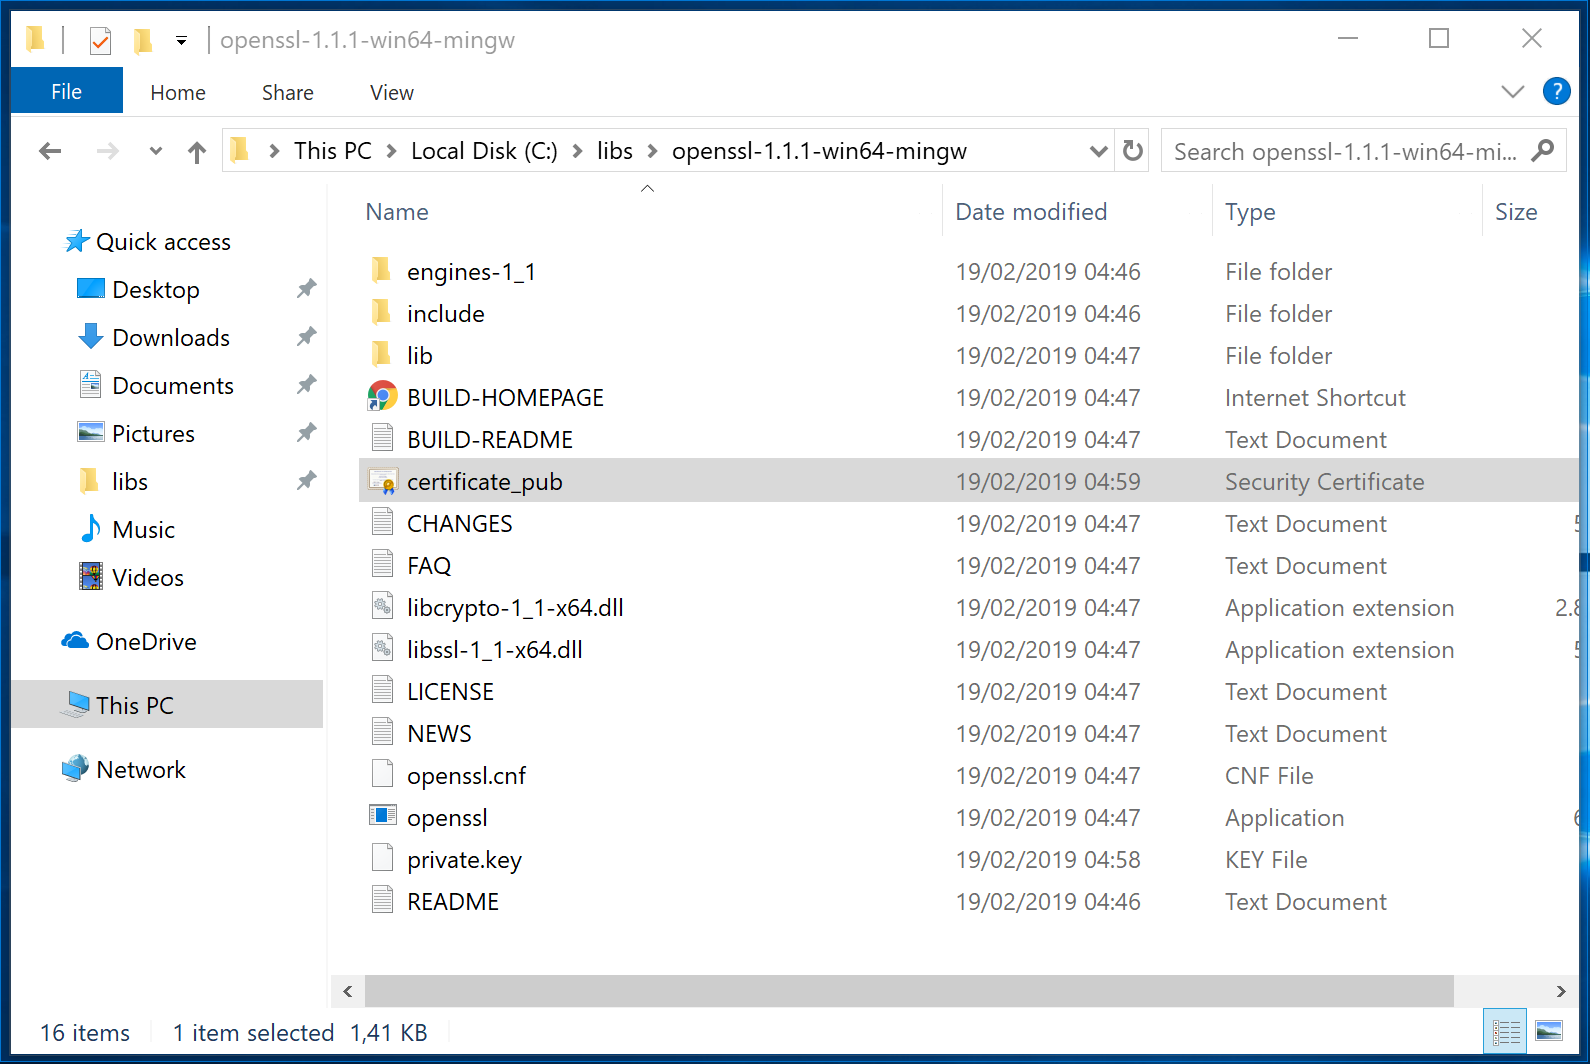 openssl-1.1.1-win64-mingw
File Home Share View ?
This PC Local Disk (C:) libs openssl-1.1.1-win64-mingw Search openssl-1.1.1-win64-mi...
Name Date modified Type Size
Quick access
Desktop
Downloads
Documents
Pictures
libs
Music
Videos
OneDrive
This PC
Network
engines-1_1 19/02/2019 04:46 File folder
include 19/02/2019 04:46 File folder
lib 19/02/2019 04:47 File folder
BUILD-HOMEPAGE 19/02/2019 04:47 Internet Shortcut
BUILD-README 19/02/2019 04:47 Text Document
certificate_pub 19/02/2019 04:59 Security Certificate
CHANGES 19/02/2019 04:47 Text Document
FAQ 19/02/2019 04:47 Text Document
libcrypto-1_1-x64.dll 19/02/2019 04:47 Application extension
libssl-1_1-x64.dll 19/02/2019 04:47 Application extension
LICENSE 19/02/2019 04:47 Text Document
NEWS 19/02/2019 04:47 Text Document
openssl.cnf 19/02/2019 04:47 CNF File
openssl 19/02/2019 04:47 Application
private.key 19/02/2019 04:58 KEY File
README 19/02/2019 04:46 Text Document
16 items 1 item selected 1,41 KB